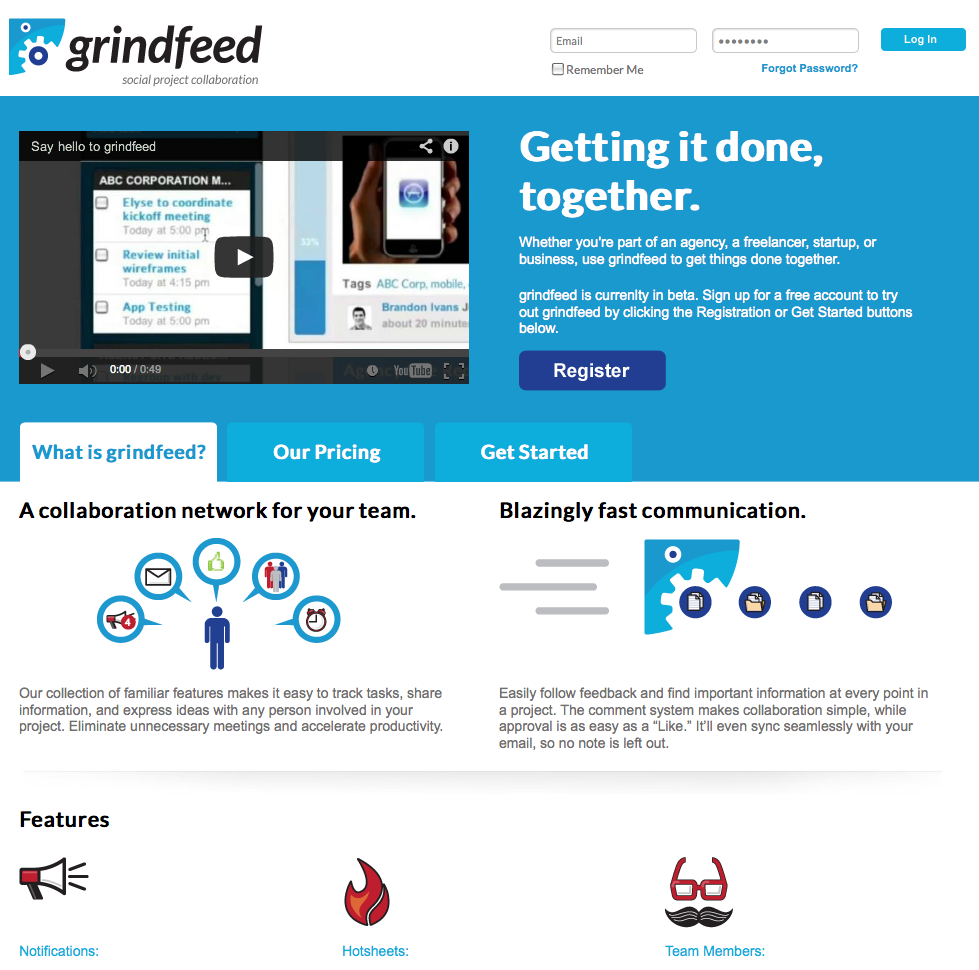 grindfeed
social project collaboration
Email
Log In
Remember Me
Forgot Password?
Say hello to grindfeed
ABC CORPORATION M...
Elyse to coordinate
kickoff meeting
Today at 5:00 pm
Review initial
wireframes
Today at 4:15 pm
App Testing
Today at 5:00 pm
33%
Tags ABC Corp, mobile,
Brandon Ivans J
about 20 minute
0:00 / 0:49
YouTube
Getting it done,
together.
Whether you're part of an agency, a freelancer, startup, or
business, use grindfeed to get things done together.
grindfeed is currenlty in beta. Sign up for a free account to try
out grindfeed by clicking the Registration or Get Started buttons
below.
Register
What is grindfeed?
Our Pricing
Get Started
A collaboration network for your team.
4
Our collection of familiar features makes it easy to track tasks, share
information, and express ideas with any person involved in your
project. Eliminate unnecessary meetings and accelerate productivity.
Blazingly fast communication.
Easily follow feedback and find important information at every point in
a project. The comment system makes collaboration simple, while
approval is as easy as a “Like.” It’ll even sync seamlessly with your
email, so no note is left out.
Features
Notifications:
Hotsheets:
Team Members: